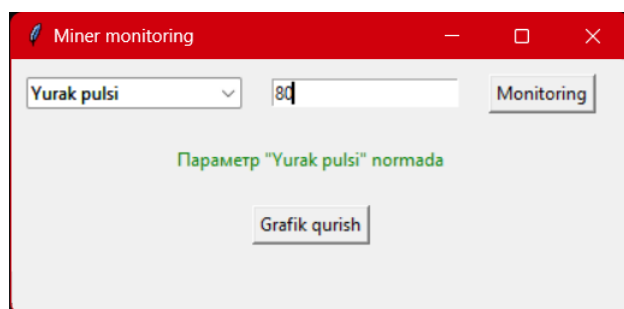 Miner monitoring
Yurak pulsi 80 Monitoring
Параметр "Yurak pulsi" normada
Grafik qurish